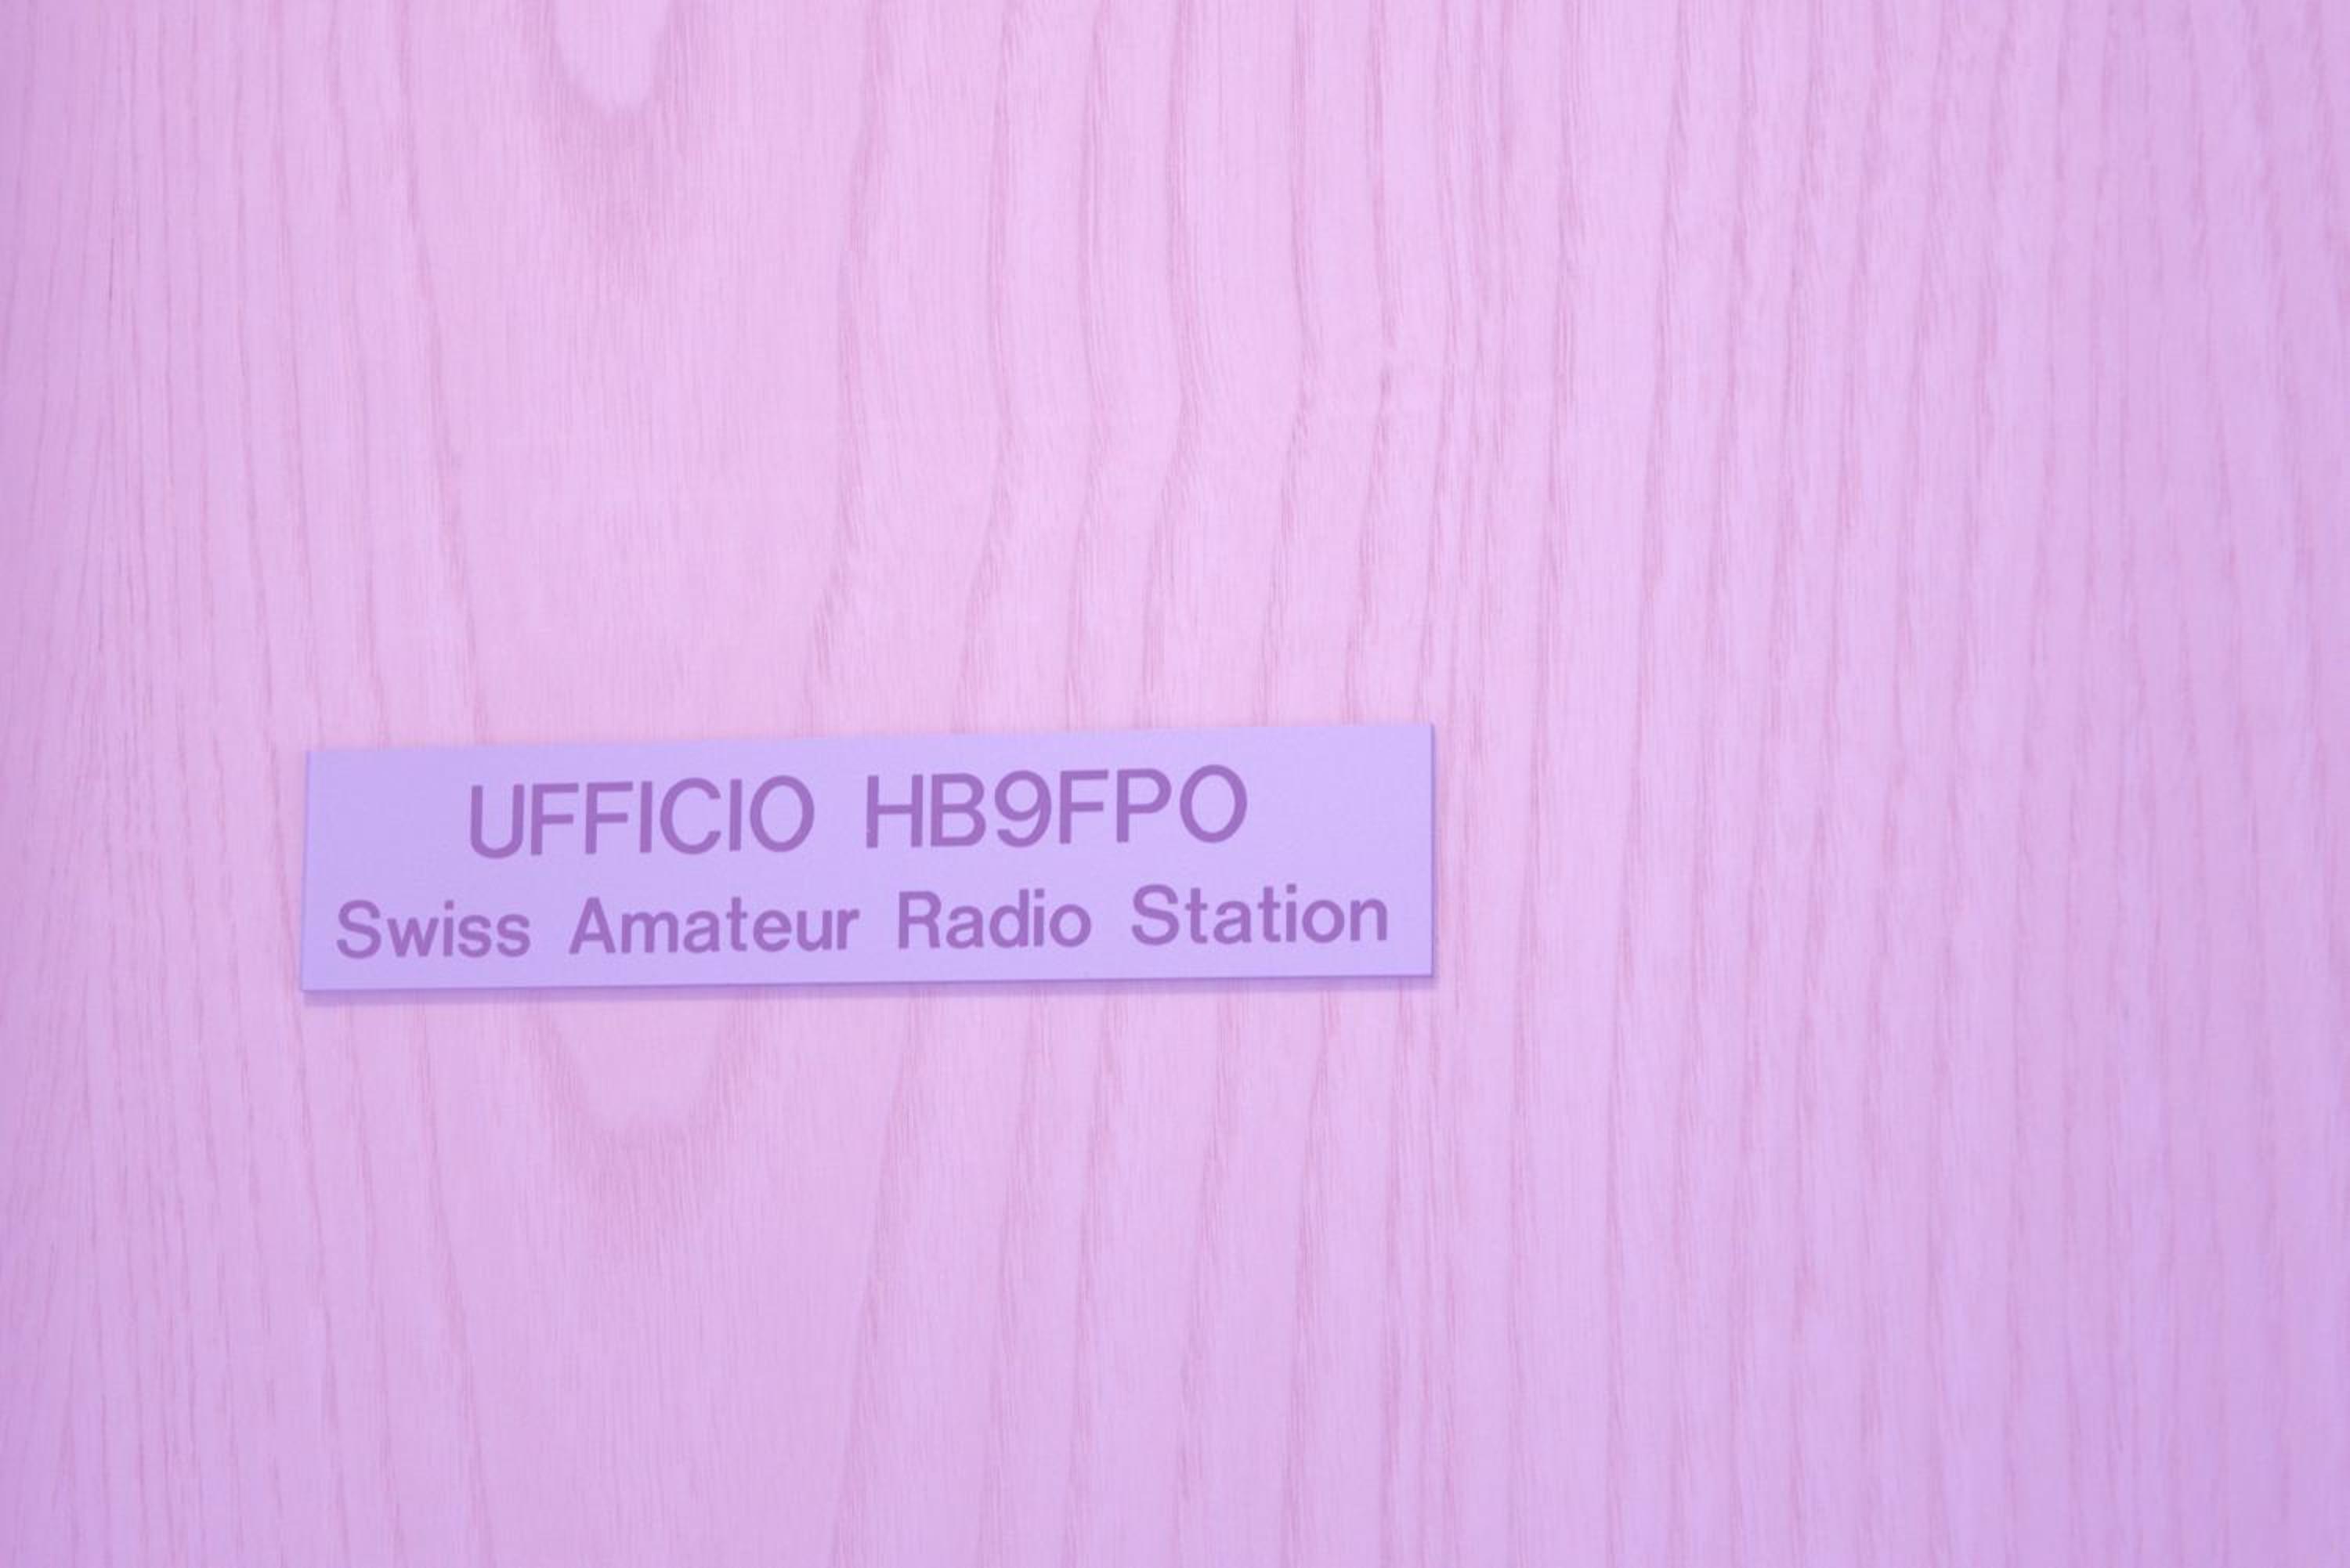 UFFICIO HB9FPO
Swiss Amateur Radio Station